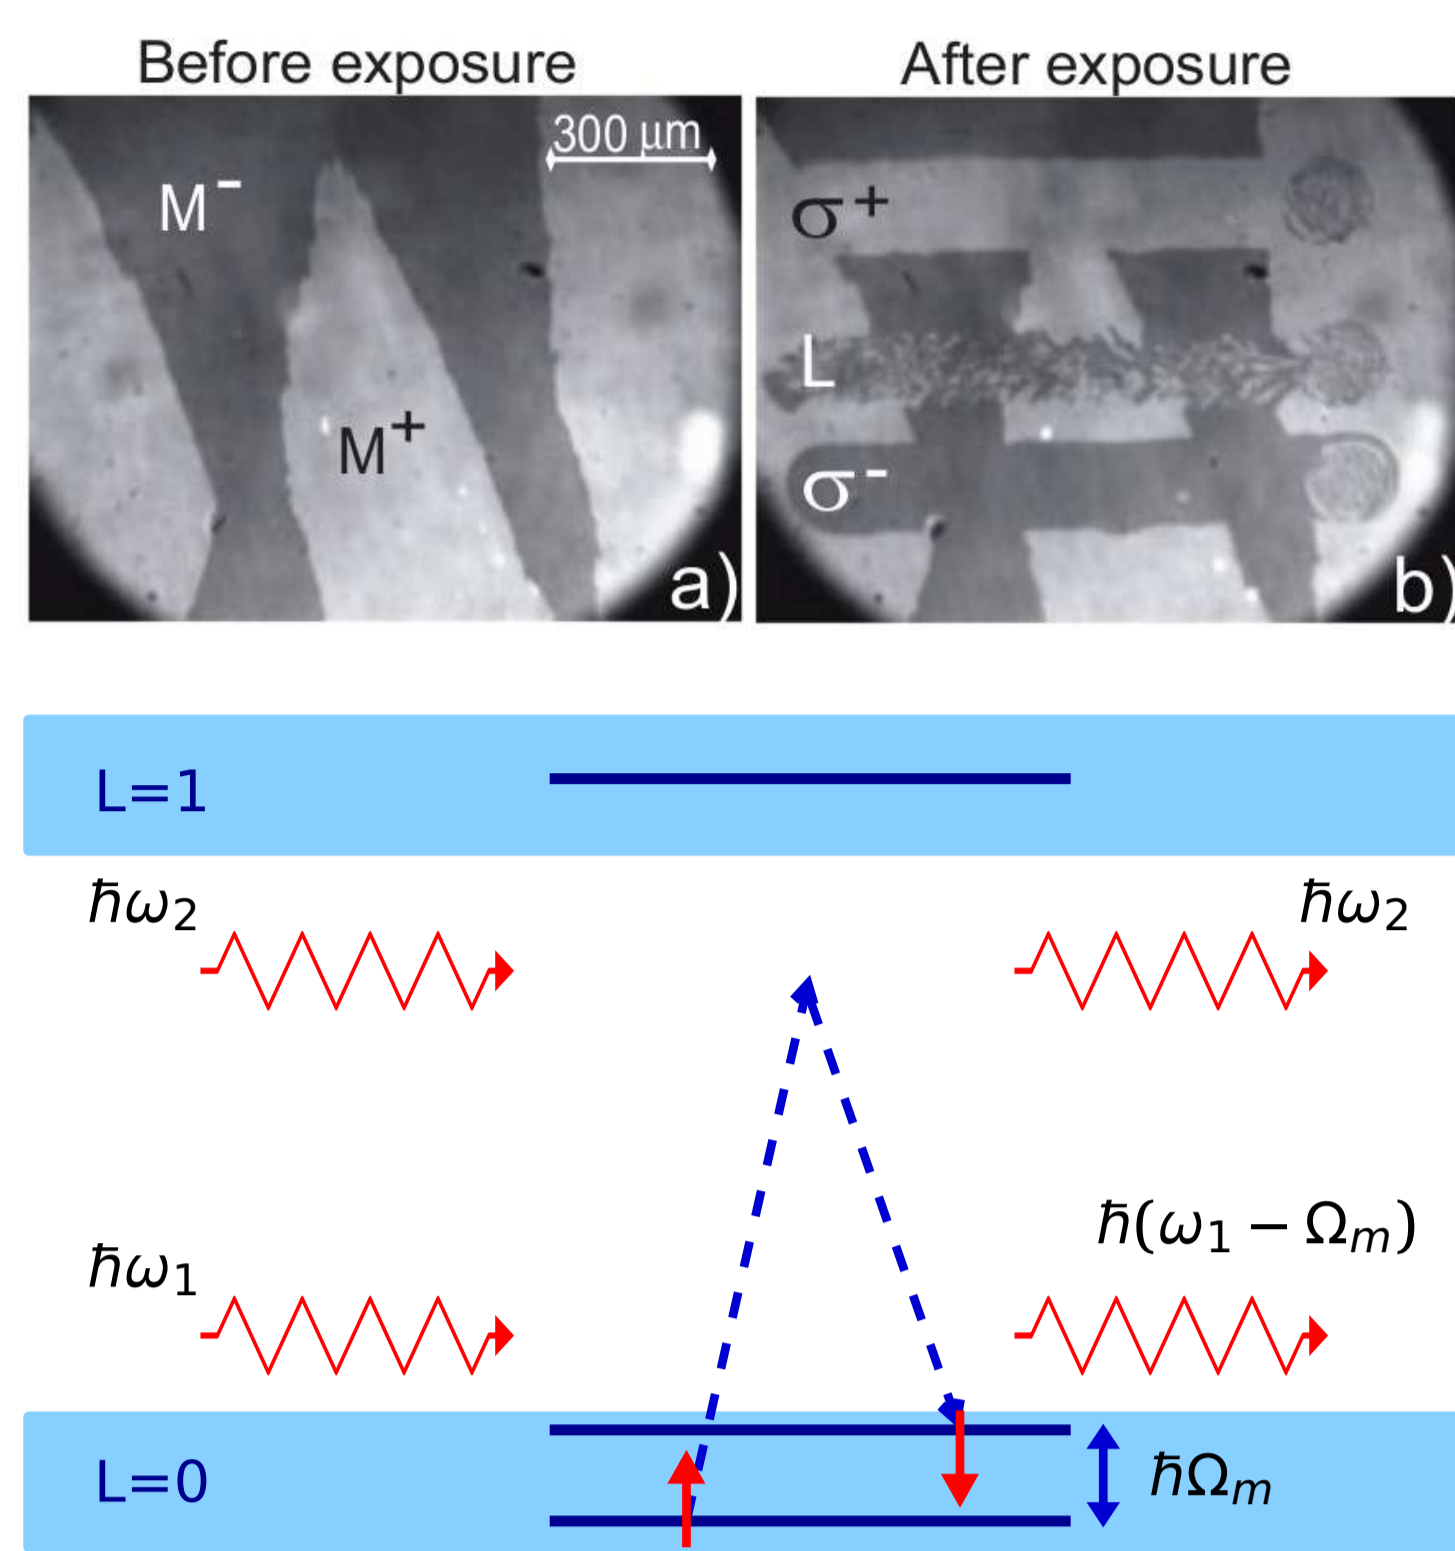 Before exposure
After exposure
300 µm
M⁻
M⁺
a)
σ⁺
L
σ⁻
b)
L=1
ħω₂
ħω₂
ħ(ω₁ − Ωₘ)
ħω₁
L=0
ħΩₘ